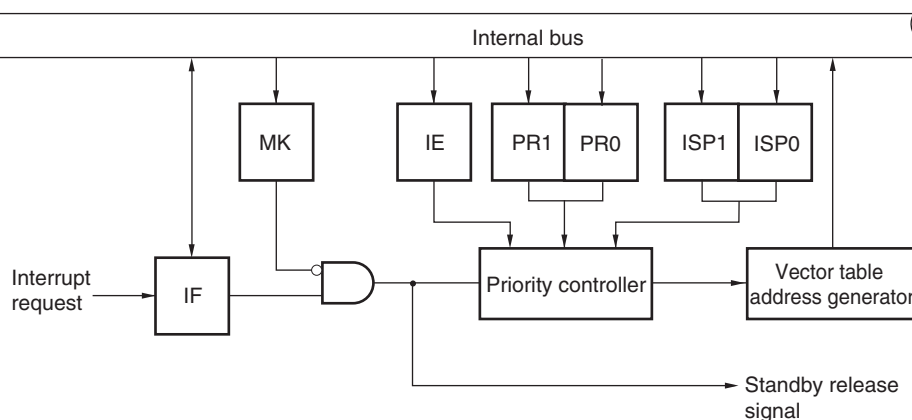 Internal bus
MK
IE
PR1
PR0
ISP1
ISP0
Interrupt
request
IF
Priority controller
Vector table
address generator
Standby release
signal